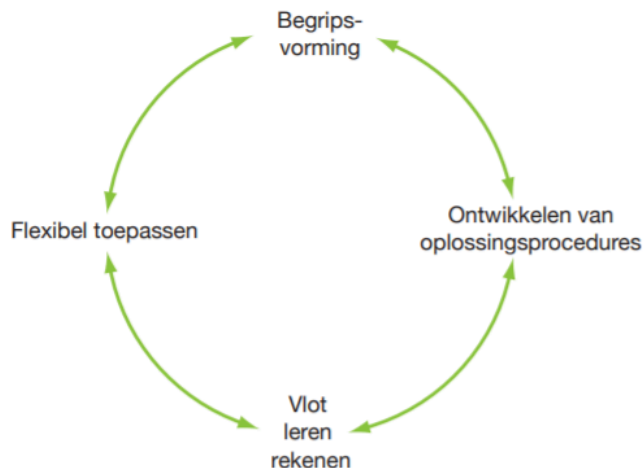 Begrips-
vorming
Ontwikkelen van
oplossingsprocedures
Vlot
leren
rekenen
Flexibel toepassen